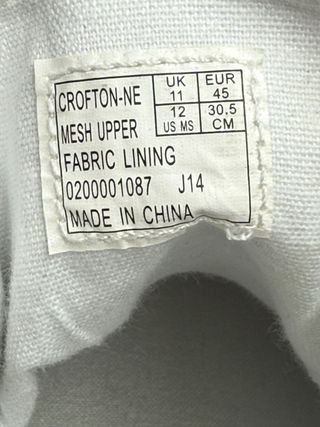 CROFTON-NE
UK EUR
11 45
MESH UPPER
12 30.5
US MS CM
FABRIC LINING
0200001087 J14
MADE IN CHINA